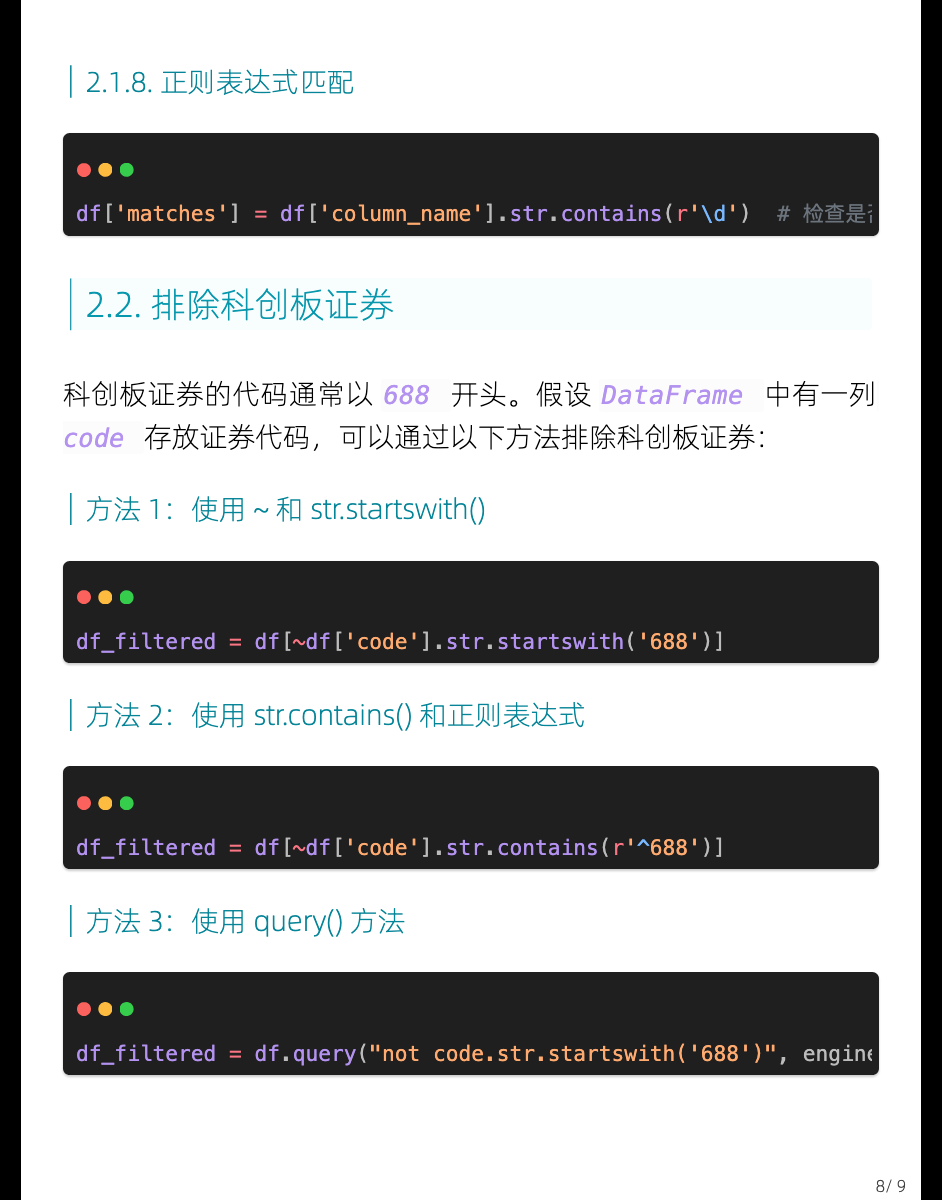 2.1.8. 正则表达式匹配
df['matches'] = df['column_name'].str.contains(r'\d')  # 检查是
2.2. 排除科创板证券
科创板证券的代码通常以 688 开头。假设 DataFrame 中有一列
code 存放证券代码，可以通过以下方法排除科创板证券：
方法 1：使用 ~ 和 str.startswith()
df_filtered = df[~df['code'].str.startswith('688')]
方法 2：使用 str.contains() 和正则表达式
df_filtered = df[~df['code'].str.contains(r'^688')]
方法 3：使用 query() 方法
df_filtered = df.query("not code.str.startswith('688')", engine
8/ 9